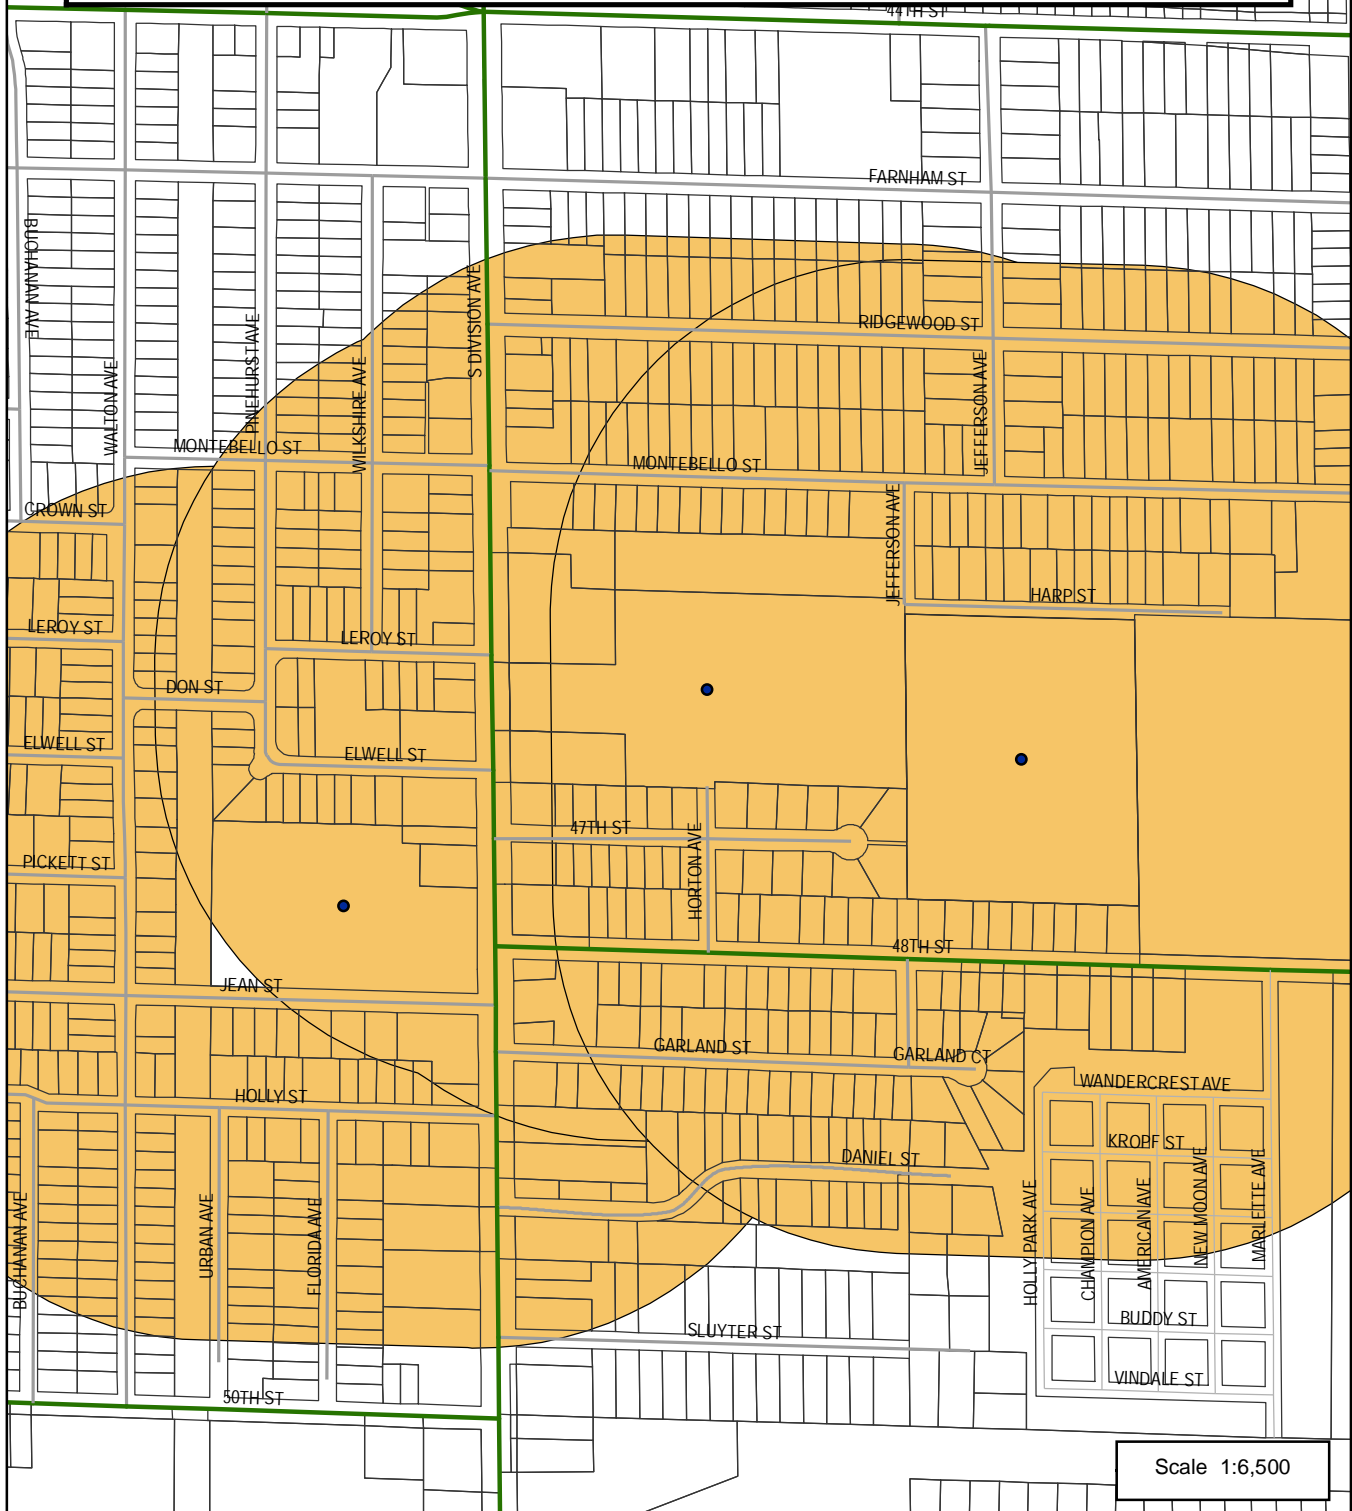 44TH ST
FARNHAM ST
BUCHANAN AVE
S DIVISION AVE
PINEHURST AVE
RIDGEWOOD ST
WALTON AVE
WILKSHIRE AVE
JEFFERSON AVE
MONTEBELLO ST
MONTEBELLO ST
CROWN ST
JEFFERSON AVE
HARP ST
LEROY ST
LEROY ST
DON ST
ELWELL ST
ELWELL ST
47TH ST
HORTON AVE
PICKETT ST
48TH ST
JEAN ST
GARLAND ST
GARLAND CT
WANDERCREST AVE
HOLLY ST
KROPF ST
DANIEL ST
BUCHANAN AVE
URBAN AVE
FLORIDA AVE
HOLLY PARK AVE
CHAMPION AVE
AMERICAN AVE
NEW MOON AVE
MARLETTE AVE
BUDDY ST
SLUYTER ST
VINDALE ST
50TH ST
Scale 1:6,500